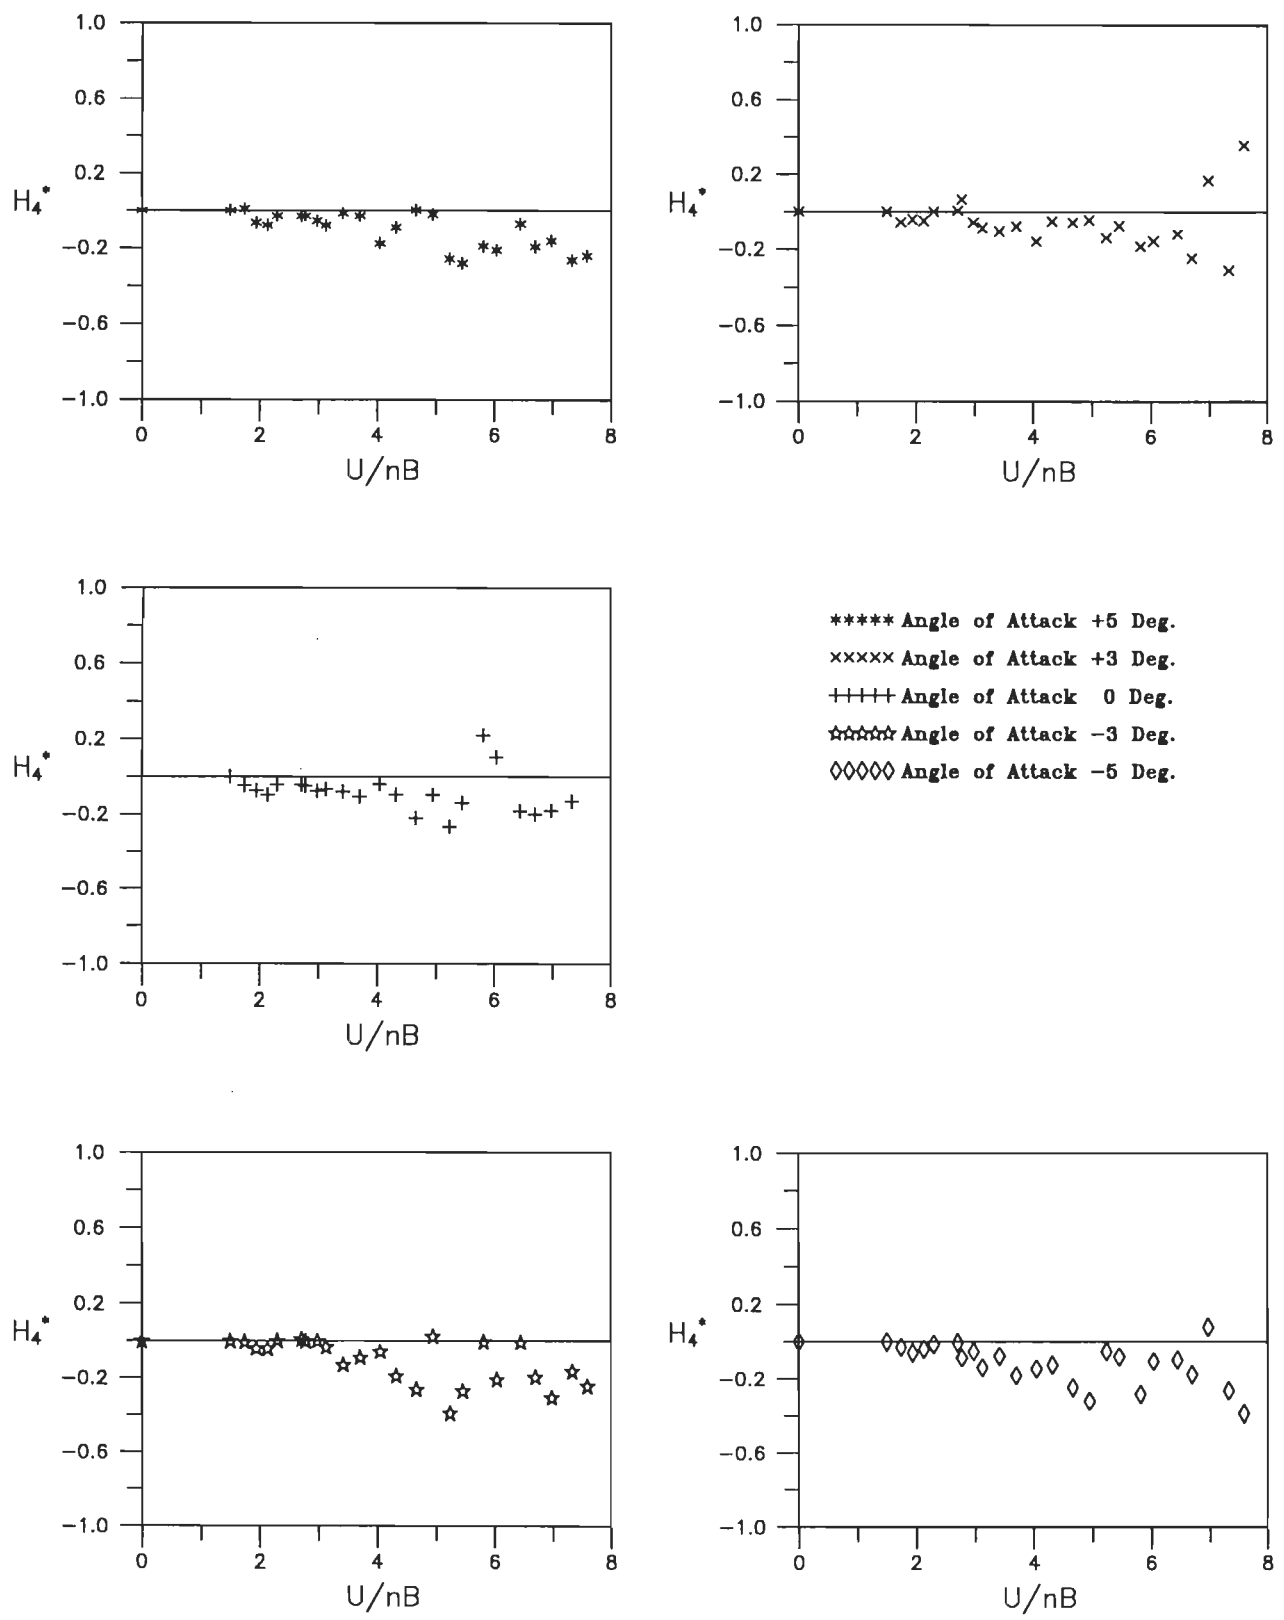 1.0
0.6
0.2
H₄*
−0.2
−0.6
−1.0
0 2 4 6 8
U/nB
1.0
0.6
0.2
H₄*
−0.2
−0.6
−1.0
0 2 4 6 8
U/nB
1.0
0.6
0.2
H₄*
−0.2
−0.6
−1.0
0 2 4 6 8
U/nB
Angle of Attack +5 Deg.
Angle of Attack +3 Deg.
Angle of Attack 0 Deg.
Angle of Attack −3 Deg.
Angle of Attack −5 Deg.
1.0
0.6
0.2
H₄*
−0.2
−0.6
−1.0
0 2 4 6 8
U/nB
1.0
0.6
0.2
H₄*
−0.2
−0.6
−1.0
0 2 4 6 8
U/nB